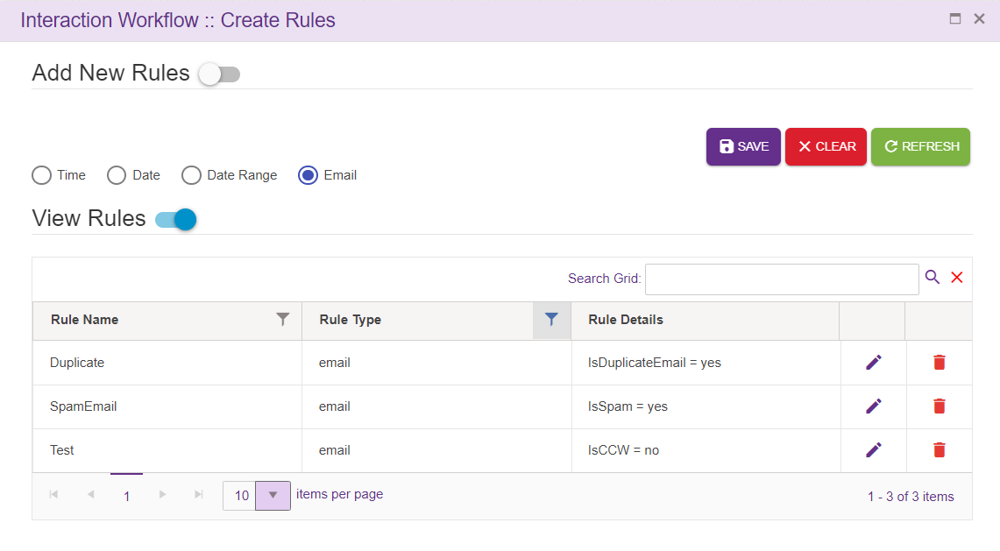 Interaction Workflow :: Create Rules
Add New Rules
SAVE CLEAR REFRESH
Time Date Date Range Email
View Rules
Search Grid:
Rule Name Rule Type Rule Details
Duplicate email IsDuplicateEmail = yes
SpamEmail email IsSpam = yes
Test email IsCCW = no
1 10 items per page 1 - 3 of 3 items